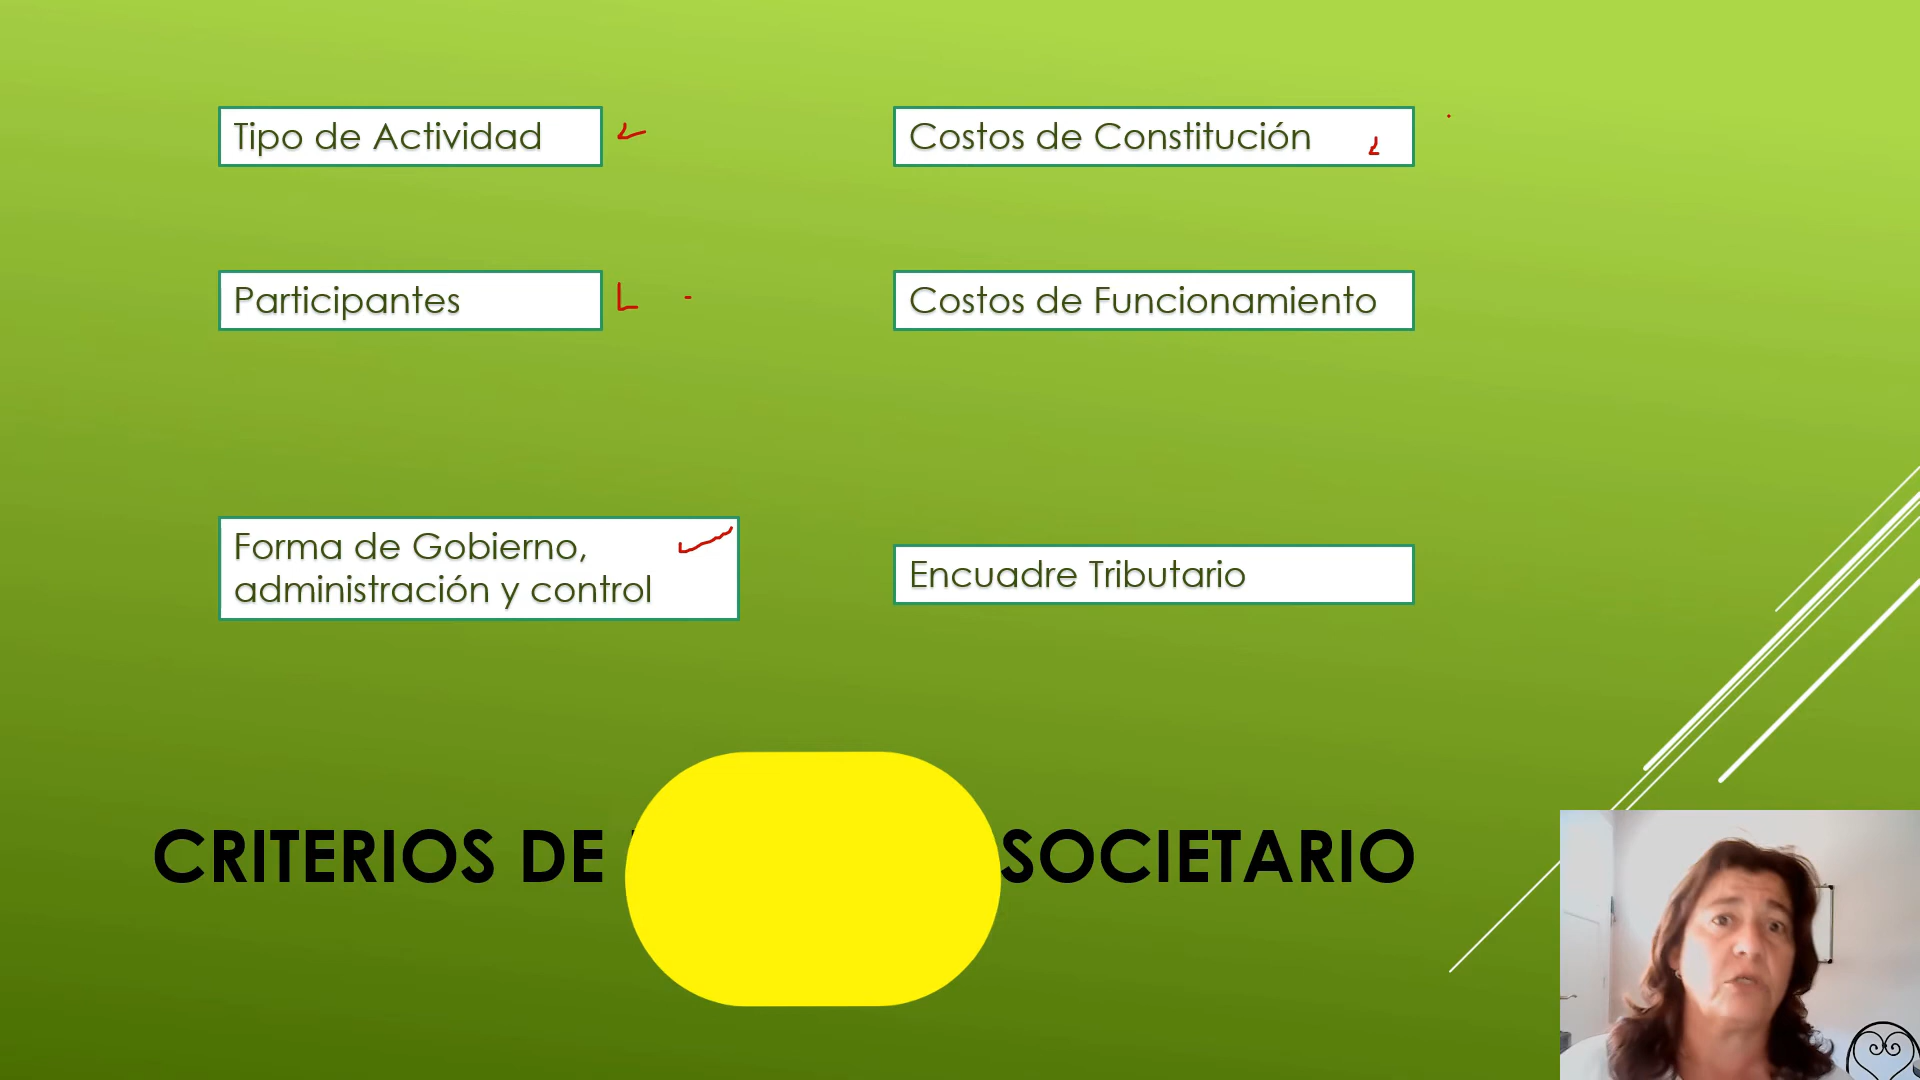 Tipo de Actividad
Costos de Constitución
Participantes
Costos de Funcionamiento
Forma de Gobierno,
administración y control
Encuadre Tributario
CRITERIOS DE SOCIETARIO